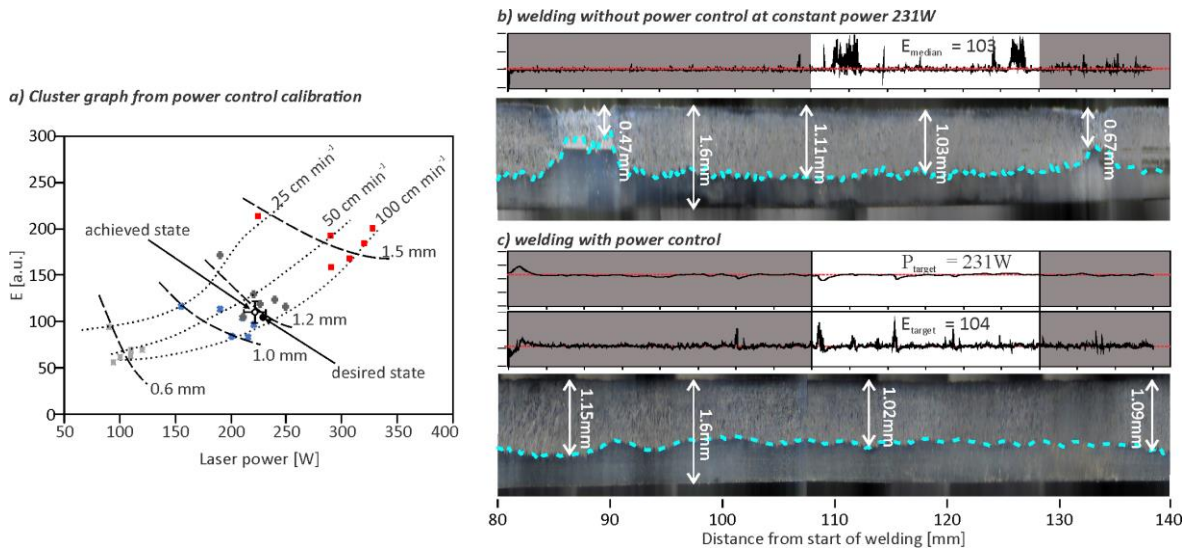 a) Cluster graph from power control calibration
300
250
200
150
100
50
0
E [a.u.]
50
100
150
200
250
300
350
400
Laser power [W]
25 cm min⁻¹
50 cm min⁻¹
100 cm min⁻¹
achieved state
desired state
1.5 mm
1.2 mm
1.0 mm
0.6 mm
b) welding without power control at constant power 231W
E median = 103
0.47mm
1.6mm
1.11mm
1.03mm
0.67mm
c) welding with power control
P target = 231W
E target = 104
1.15mm
1.6mm
1.02mm
1.09mm
80
90
100
110
120
130
140
Distance from start of welding [mm]